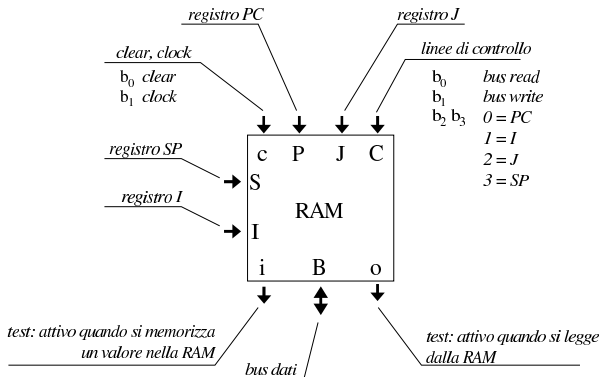 registro PC
registro J
clear, clock
b0 clear
b1 clock
linee di controllo
b0 bus read
b1 bus write
b2 b3 0 = PC
1 = I
2 = J
3 = SP
c P J C
registro SP
S
RAM
registro I
I
i B o
test: attivo quando si memorizza
un valore nella RAM
bus dati
test: attivo quando si legge
dalla RAM